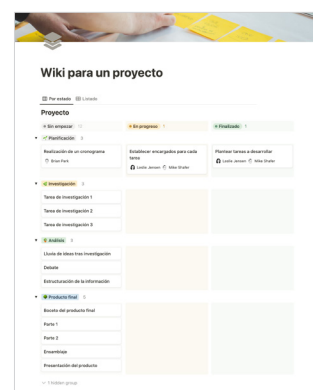 Wiki para un proyecto
Por estado Listado
Proyecto
Sin empezar 12 En progreso 1 Finalizado 1
Planificación 3
Realización de un cronograma
Brian Park
Establecer encargados para cada tarea
Leslie Jensen Mike Shafer
Plantear tareas a desarrollar
Leslie Jensen Mike Shafer
Investigación 3
Tarea de investigación 1
Tarea de investigación 2
Tarea de investigación 3
Análisis 3
Lluvia de ideas tras investigación
Debate
Estructuración de la información
Producto final 5
Boceto del producto final
Parte 1
Parte 2
Ensamblaje
Presentación del producto
1 hidden group